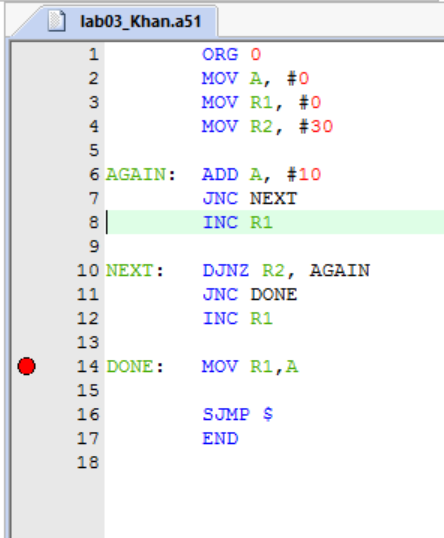 lab03_Khan.a51
1 ORG 0
2 MOV A, #0
3 MOV R1, #0
4 MOV R2, #30
5
6 AGAIN: ADD A, #10
7 JNC NEXT
8 INC R1
9
10 NEXT: DJNZ R2, AGAIN
11 JNC DONE
12 INC R1
13
14 DONE: MOV R1,A
15
16 SJMP $
17 END
18